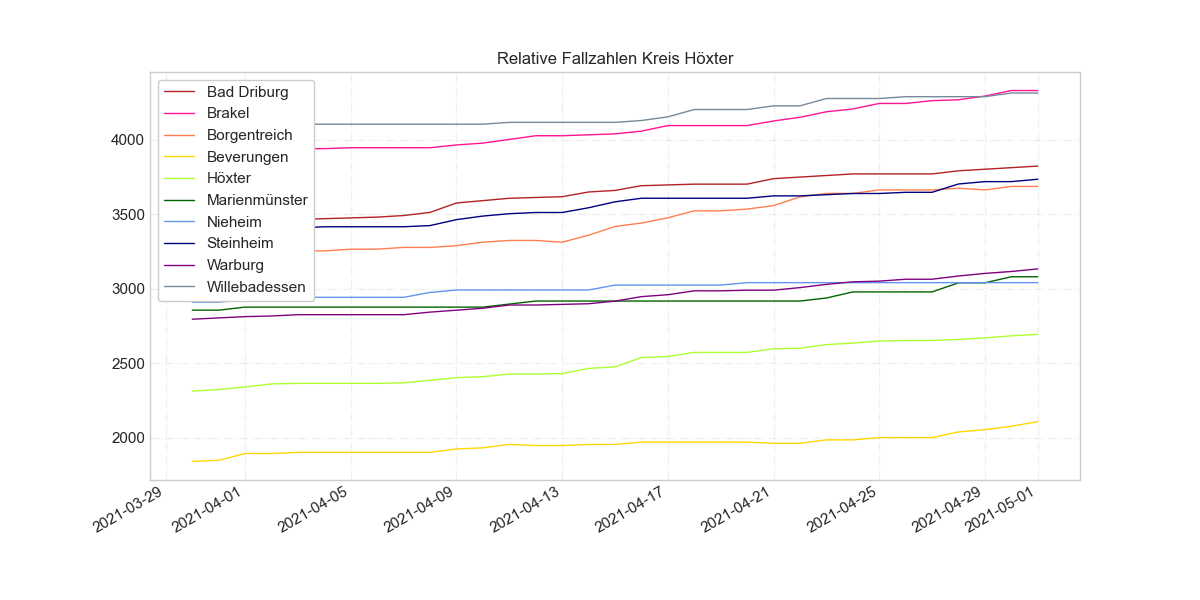 Relative Fallzahlen Kreis Höxter
Bad Driburg
Brakel
Borgentreich
Beverungen
Höxter
Marienmünster
Nieheim
Steinheim
Warburg
Willebadessen
4000
3500
3000
2500
2000
2021-03-29
2021-04-01
2021-04-05
2021-04-09
2021-04-13
2021-04-17
2021-04-21
2021-04-25
2021-04-29
2021-05-01